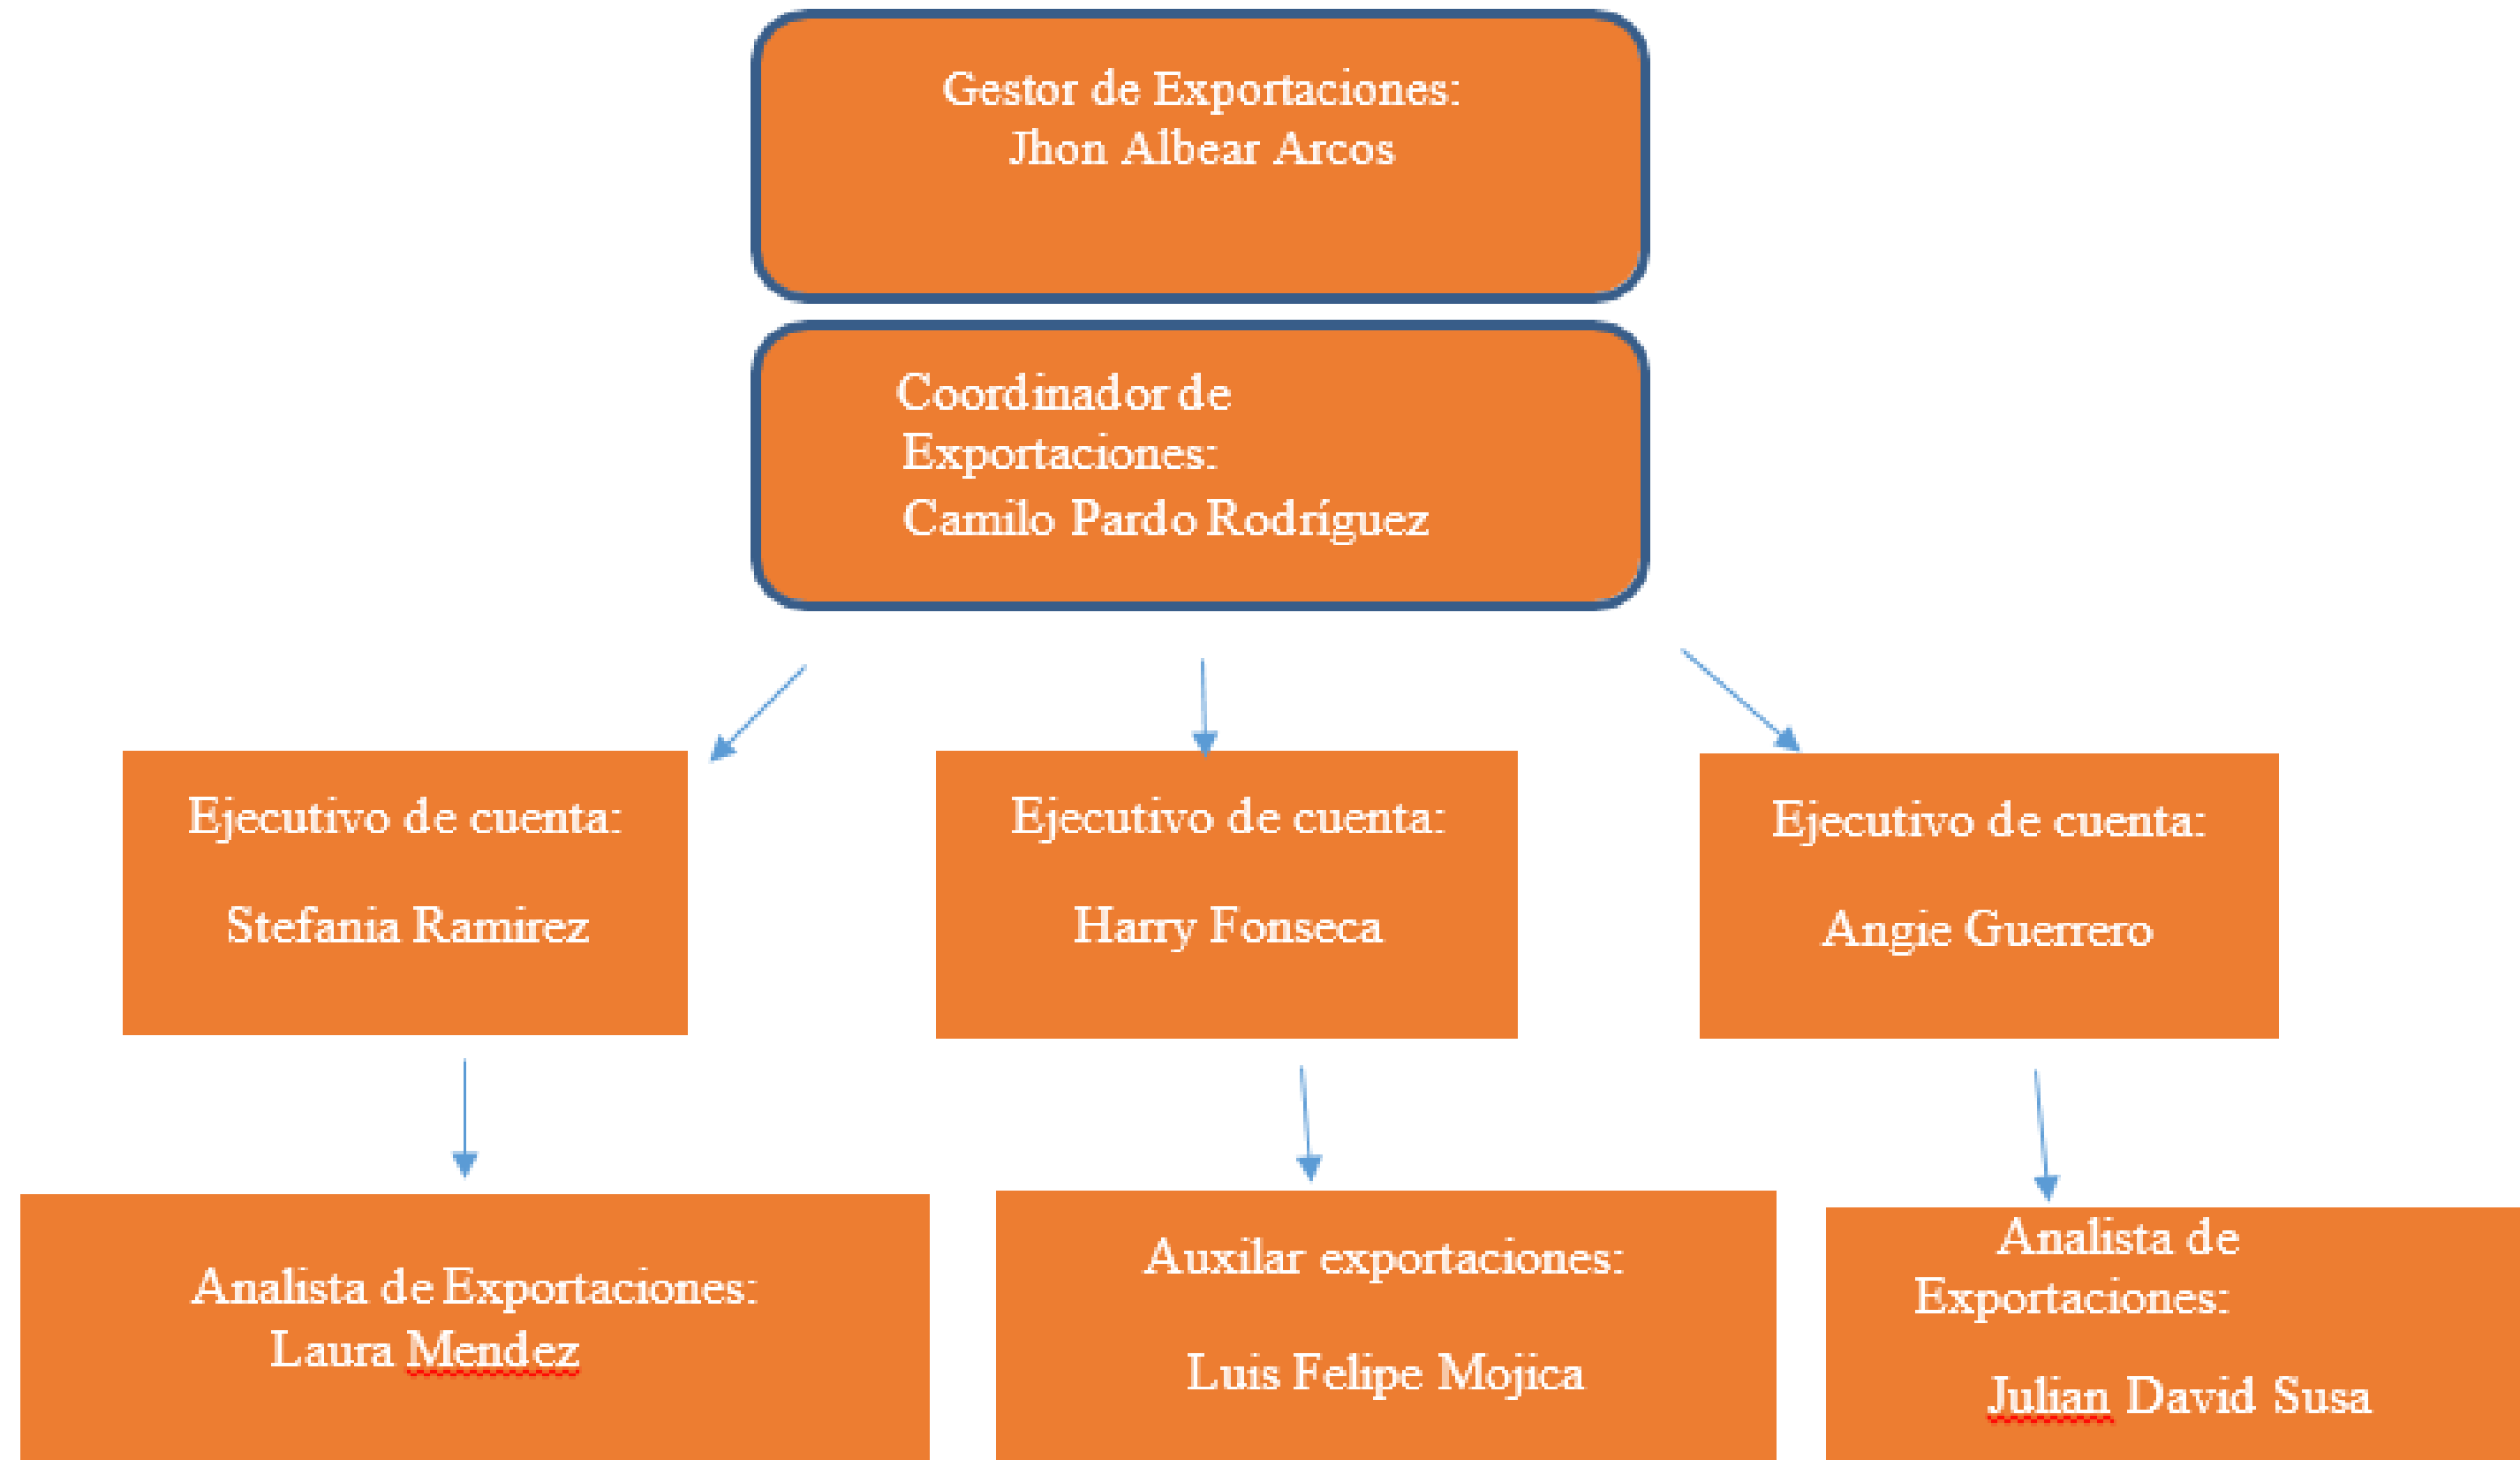 Gestor de Exportaciones:
Jhon Albear Arcos
Coordinador de
Exportaciones:
Camilo Pardo Rodríguez
Ejecutivo de cuenta:
Stefania Ramirez
Ejecutivo de cuenta:
Harry Fonseca
Ejecutivo de cuenta:
Angie Guerrero
Analista de Exportaciones:
Laura Mendez
Auxilar exportaciones:
Luis Felipe Mojica
Analista de
Exportaciones:
Julian David Susa